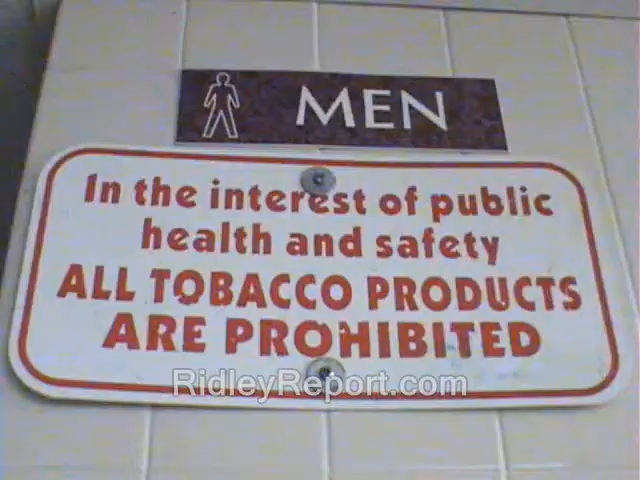 MEN
In the interest of public
health and safety
ALL TOBACCO PRODUCTS
ARE PROHIBITED
RidleyReport.com